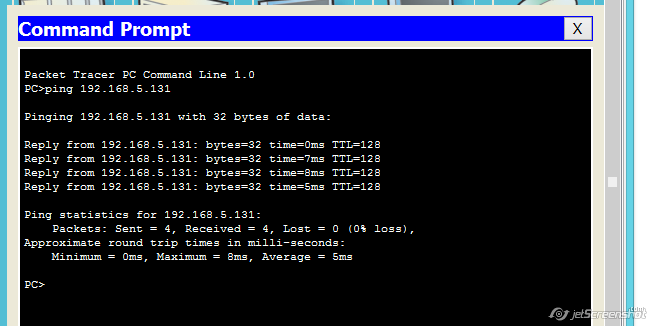 Command Prompt
X
Packet Tracer PC Command Line 1.0
PC>ping 192.168.5.131
Pinging 192.168.5.131 with 32 bytes of data:
Reply from 192.168.5.131: bytes=32 time=0ms TTL=128
Reply from 192.168.5.131: bytes=32 time=7ms TTL=128
Reply from 192.168.5.131: bytes=32 time=8ms TTL=128
Reply from 192.168.5.131: bytes=32 time=5ms TTL=128
Ping statistics for 192.168.5.131:
Packets: Sent = 4, Received = 4, Lost = 0 (0% loss),
Approximate round trip times in milli-seconds:
Minimum = 0ms, Maximum = 8ms, Average = 5ms
PC>
jetScreenshot